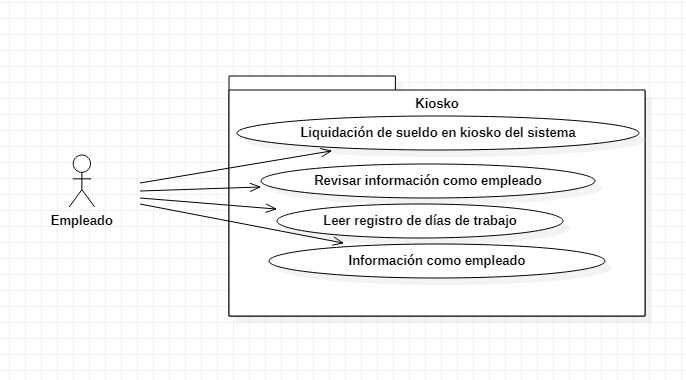 Kiosko
Liquidación de sueldo en kiosko del sistema
Revisar información como empleado
Empleado
Leer registro de días de trabajo
Información como empleado